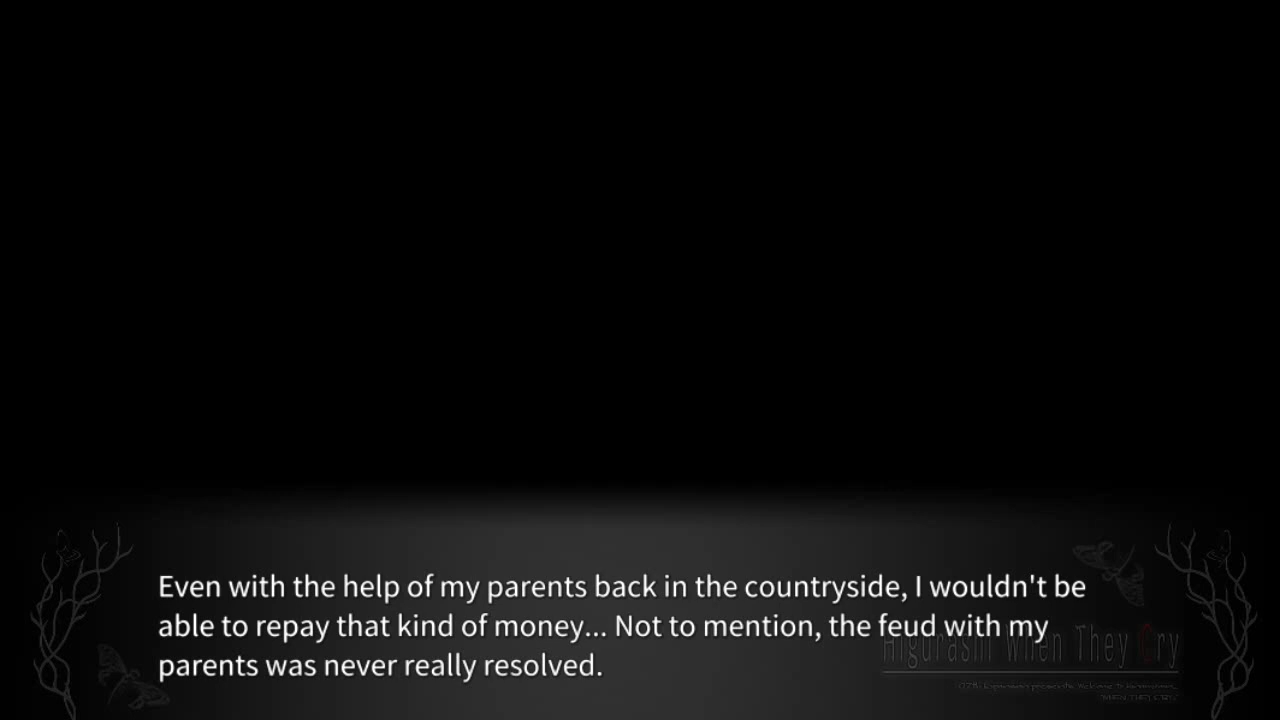 Even with the help of my parents back in the countryside, I wouldn't be
able to repay that kind of money... Not to mention, the feud with my
parents was never really resolved.
Higurashi When They Cry